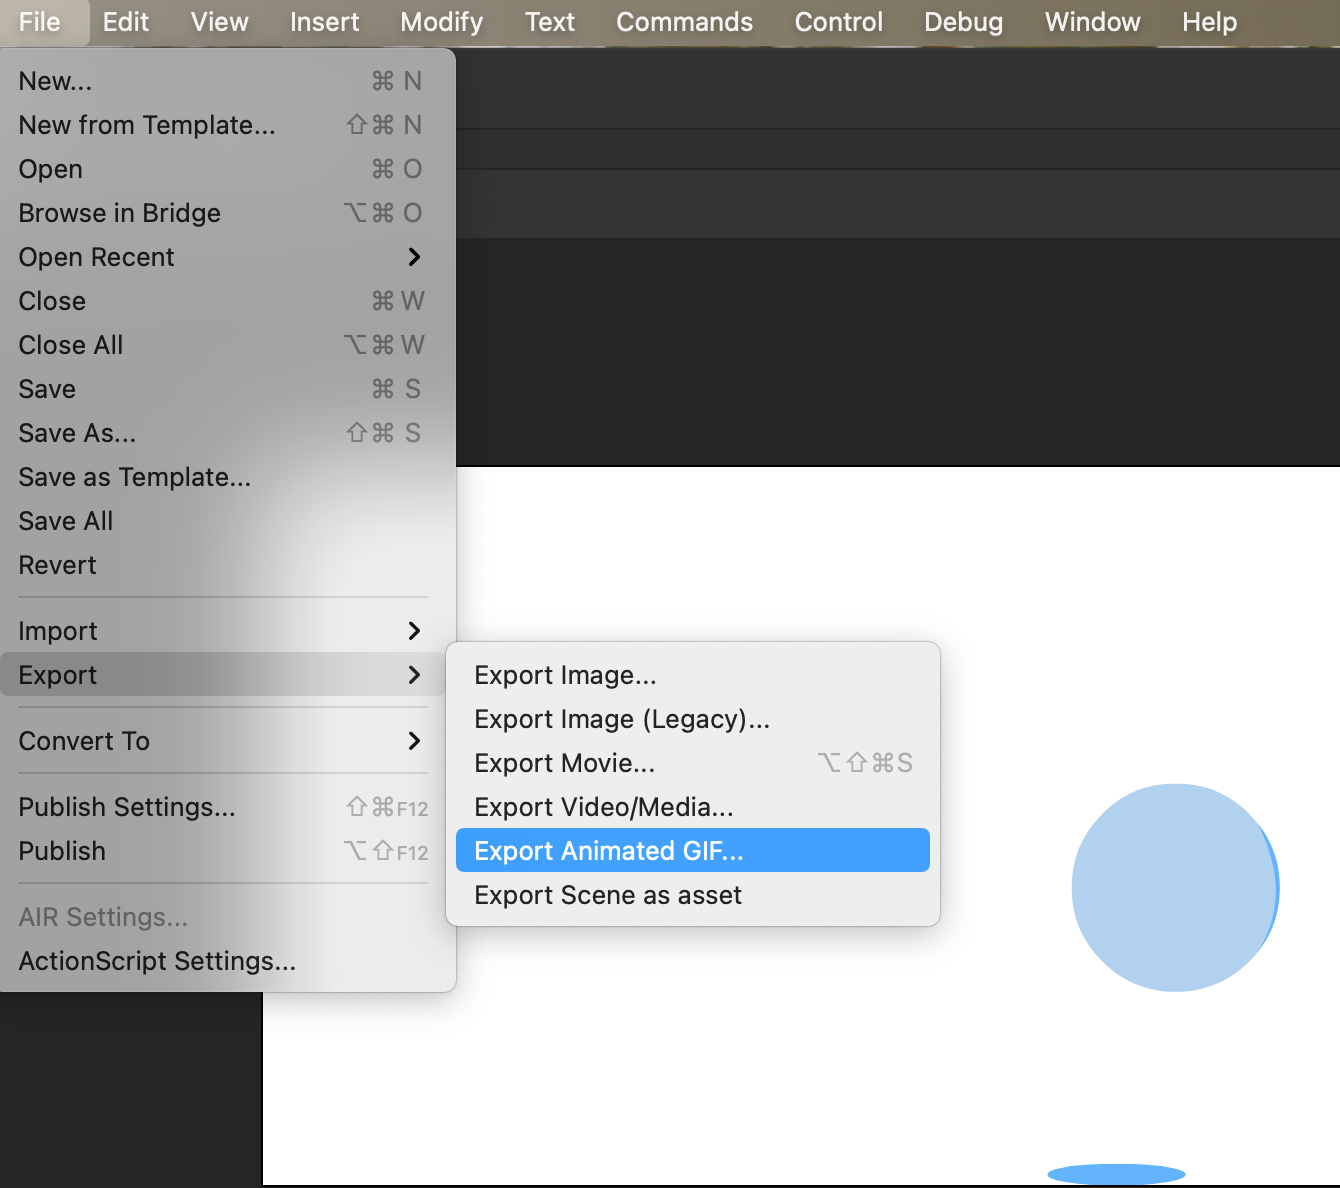 File Edit View Insert Modify Text Commands Control Debug Window Help
New... ⌘ N
New from Template... ⇧⌘ N
Open ⌘ O
Browse in Bridge ⌥⌘ O
Open Recent
Close ⌘ W
Close All ⌥⌘ W
Save ⌘ S
Save As... ⇧⌘ S
Save as Template...
Save All
Revert
Import
Export
Convert To
Publish Settings... ⇧⌘F12
Publish ⌥⇧F12
AIR Settings...
ActionScript Settings...
Export Image...
Export Image (Legacy)...
Export Movie... ⌥⇧⌘S
Export Video/Media...
Export Animated GIF...
Export Scene as asset